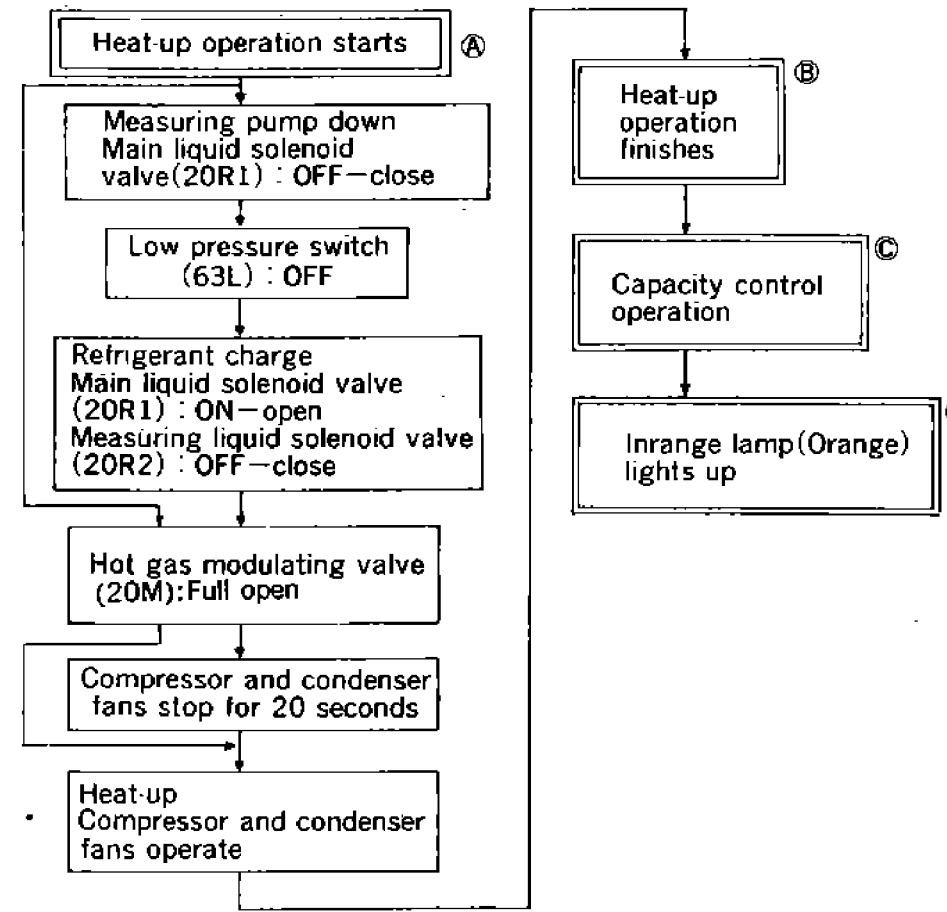 Heat-up operation starts Ⓐ
Measuring pump down
Main liquid solenoid
valve(20R1) : OFF-close
Low pressure switch
(63L) : OFF
Refrigerant charge
Main liquid solenoid valve
(20R1) : ON-open
Measuring liquid solenoid valve
(20R2) : OFF-close
Hot gas modulating valve
(20M):Full open
Compressor and condenser
fans stop for 20 seconds
Heat-up
Compressor and condenser
fans operate
Ⓑ
Heat-up
operation
finishes
Ⓒ
Capacity control
operation
Inrange lamp(Orange)
lights up